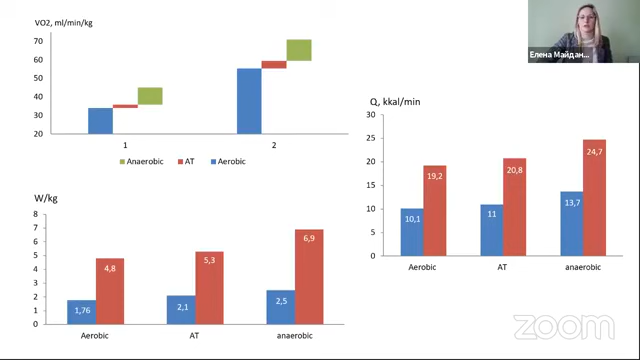 VO2, ml/min/kg
70
60
50
40
30
20
1
2
Anaerobic
AT
Aerobic
W/kg
8
7
6
5
4
3
2
1
0
1,76
4,8
2,1
5,3
2,5
6,9
Aerobic
AT
anaerobic
Q, kkal/min
30
25
20
15
10
5
0
10,1
19,2
11
20,8
13,7
24,7
Aerobic
AT
anaerobic
Елена Майдан...
zoom